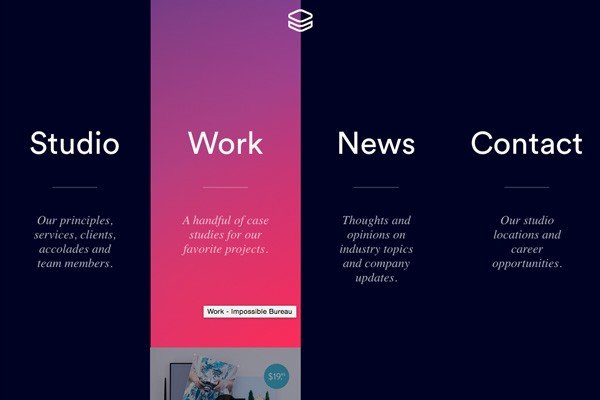 Studio
Our principles,
services, clients,
accolades and
team members.
Work
A handful of case
studies for our
favorite projects.
Work - Impossible Bureau
$19.⁹⁵
News
Thoughts and
opinions on
industry topics
and company
updates.
Contact
Our studio
locations and
career
opportunities.